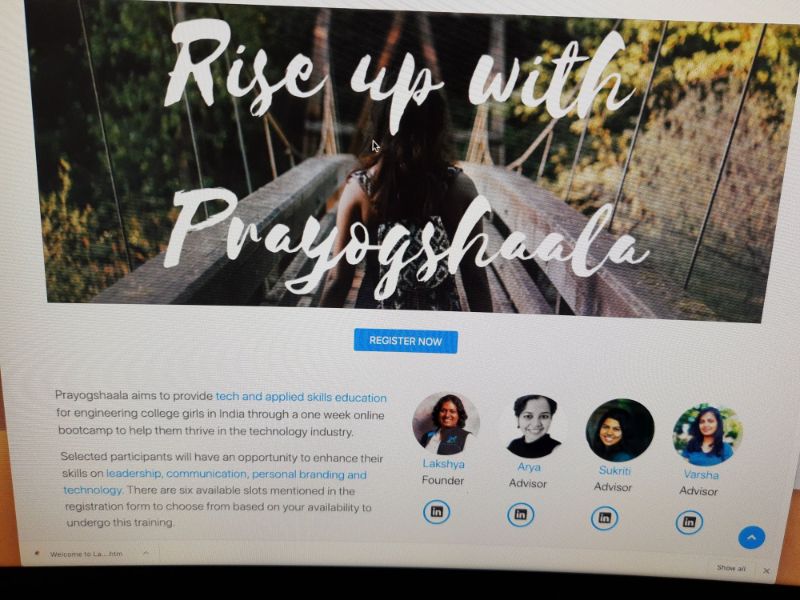 Rise up with
Prayogshaala
REGISTER NOW
Prayogshaala aims to provide tech and applied skills education
for engineering college girls in India through a one week online
bootcamp to help them thrive in the technology industry.
Selected participants will have an opportunity to enhance their
skills on leadership, communication, personal branding and
technology. There are six available slots mentioned in the
registration form to choose from based on your availability to
undergo this training.
Lakshya
Founder
in
Arya
Advisor
in
Sukriti
Advisor
in
Varsha
Advisor
in
Welcome to La....htm
Show all